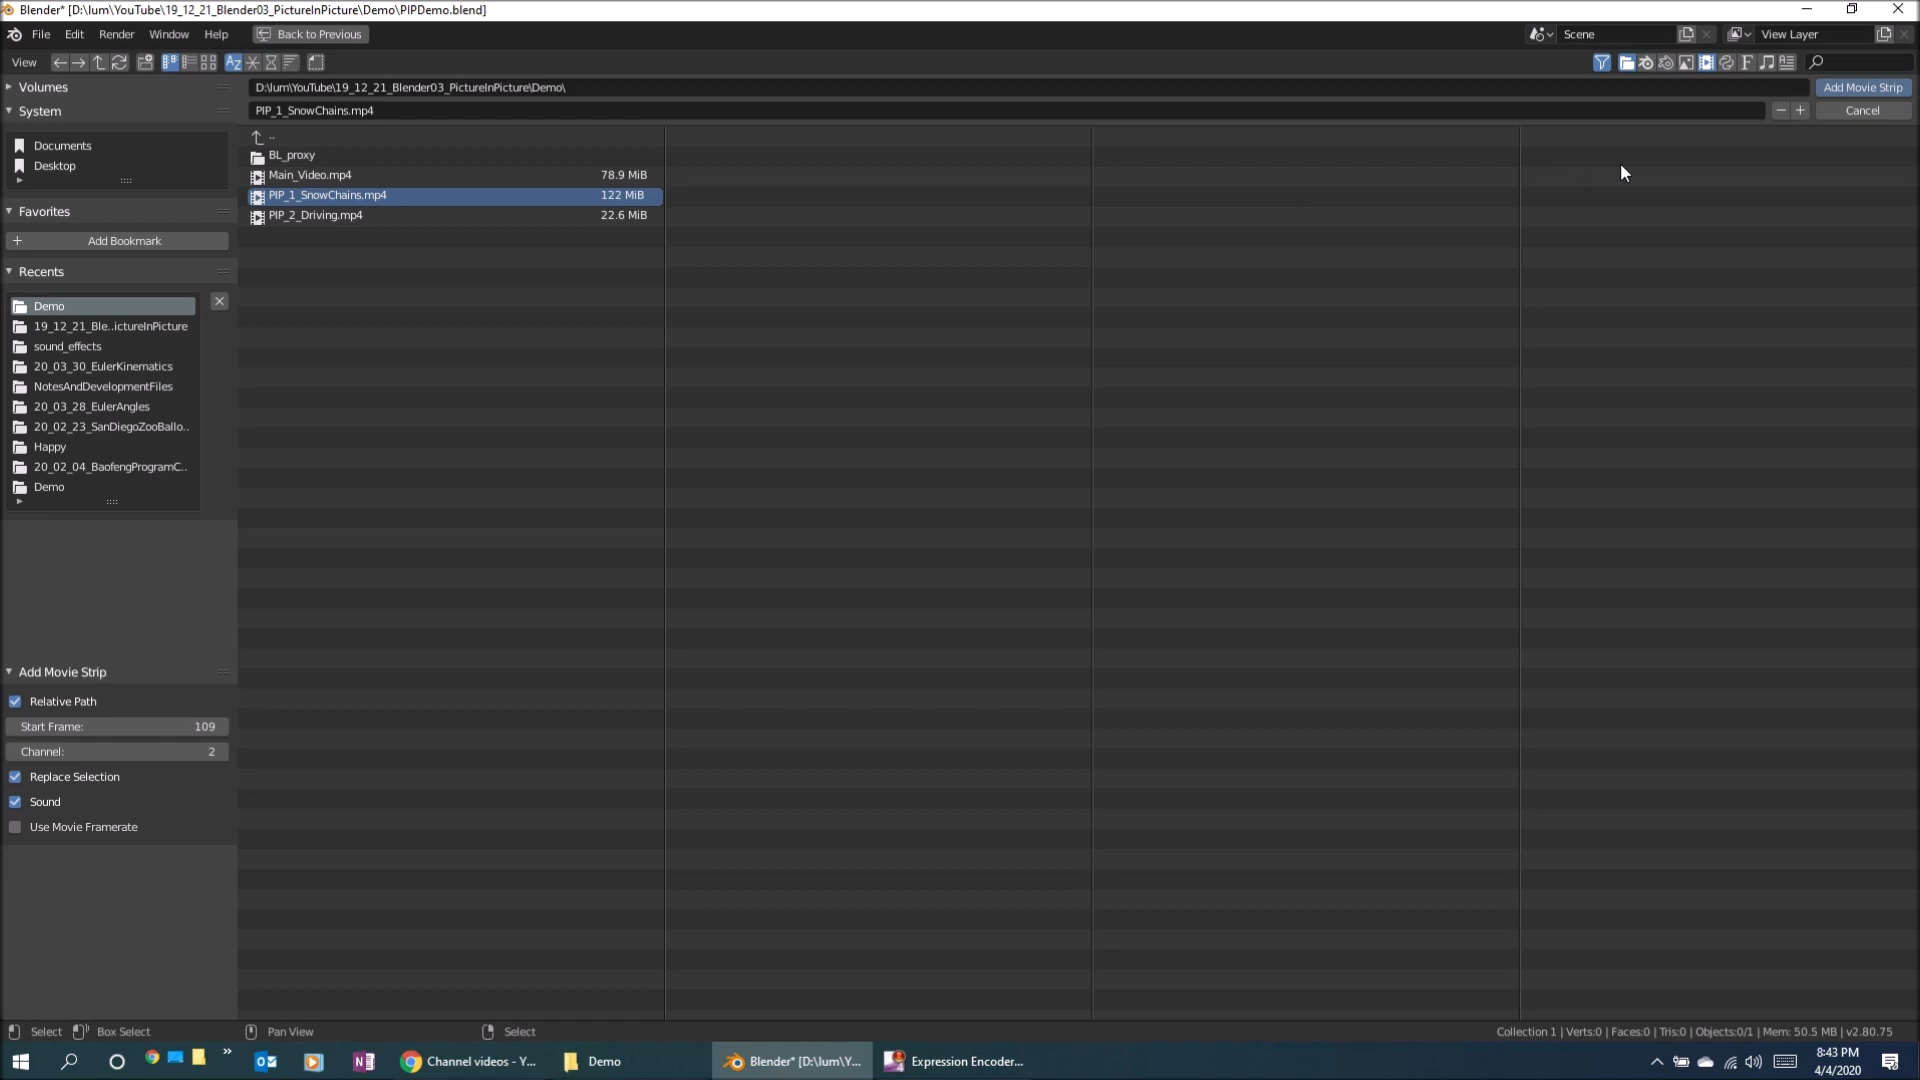 Blender* [D:\lum\YouTube\19_12_21_Blender03_PictureInPicture\Demo\PIPDemo.blend]
File Edit Render Window Help Back to Previous Scene View Layer
View
Volumes
D:\lum\YouTube\19_12_21_Blender03_PictureInPicture\Demo\ Add Movie Strip
System
PIP_1_SnowChains.mp4 Cancel
..
Documents
BL_proxy
Desktop
Main_Video.mp4 78.9 MiB
PIP_1_SnowChains.mp4 122 MiB
Favorites
PIP_2_Driving.mp4 22.6 MiB
Add Bookmark
Recents
Demo
19_12_21_Ble..ictureInPicture
sound_effects
20_03_30_EulerKinematics
NotesAndDevelopmentFiles
20_03_28_EulerAngles
20_02_23_SanDiegoZooBallo..
Happy
20_02_04_BaofengProgramC..
Demo
Add Movie Strip
Relative Path
Start Frame: 109
Channel: 2
Replace Selection
Sound
Use Movie Framerate
Select Box Select Pan View Select Collection 1 | Verts:0 | Faces:0 | Tris:0 | Objects:0/1 | Mem: 50.5 MB | v2.80.75
Channel videos - Y... Demo Blender* [D:\lum\Y... Expression Encoder... 8:43 PM
4/4/2020